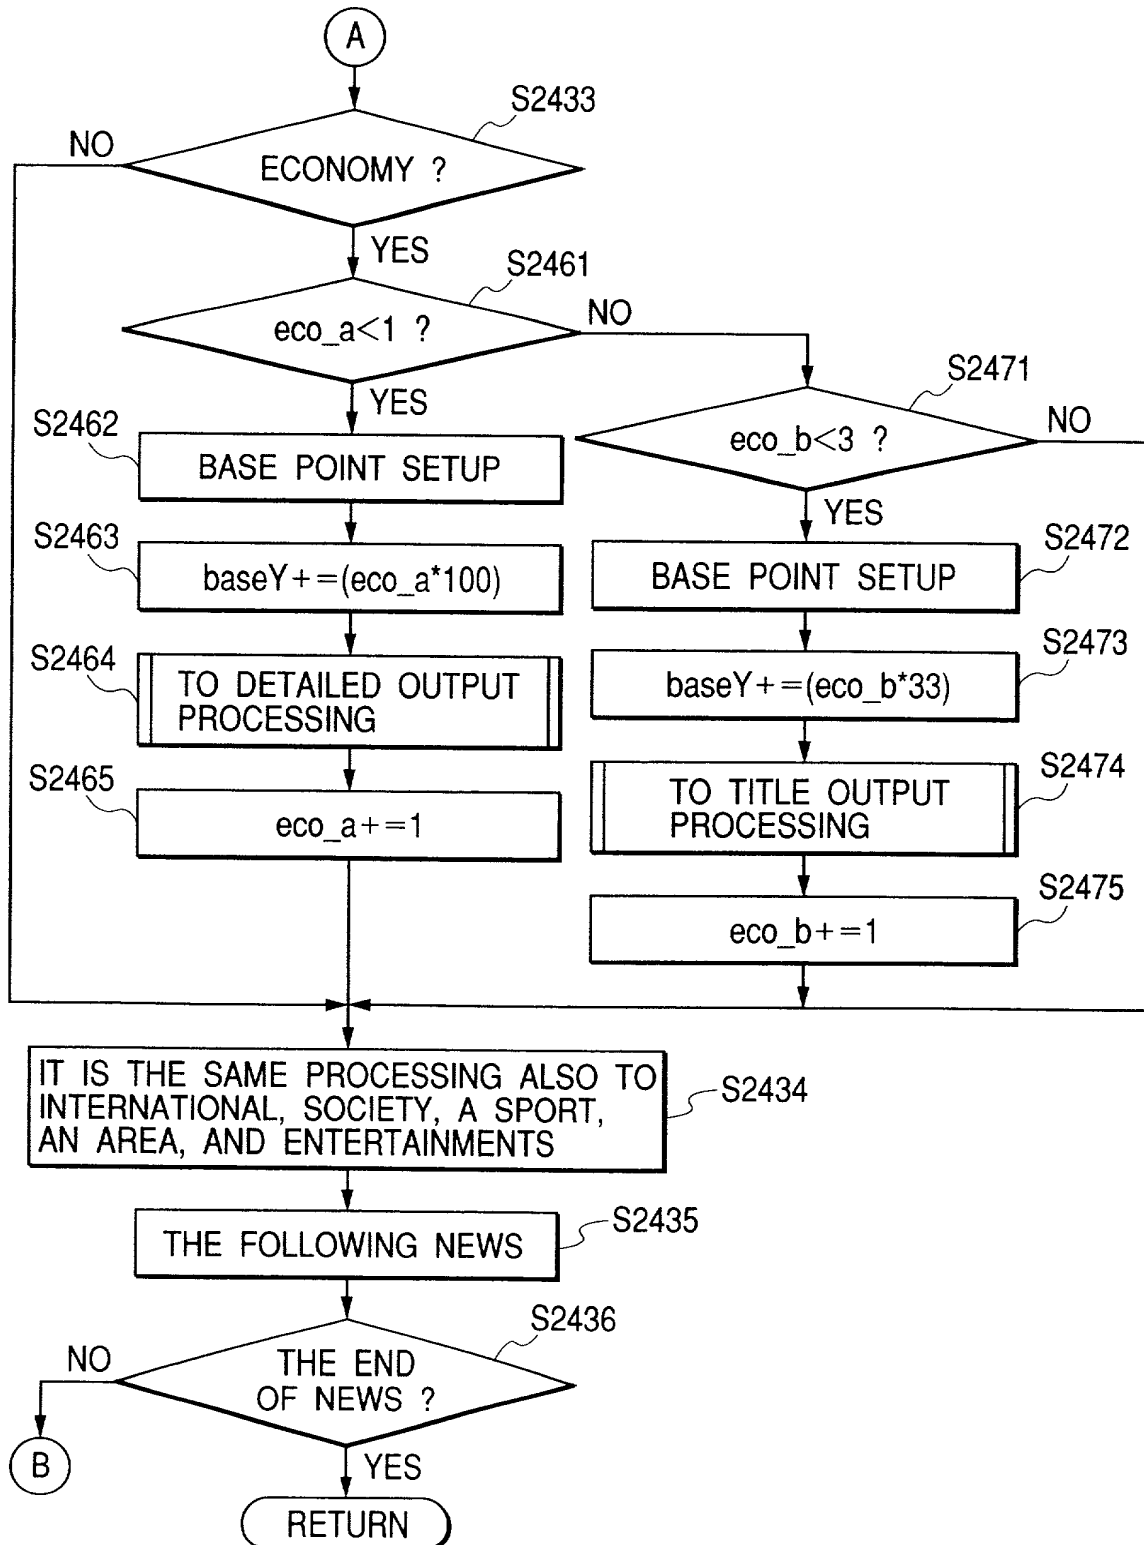 A
S2433
NO
ECONOMY ?
YES
S2461
eco_a<1 ?
NO
YES
S2471
eco_b<3 ?
NO
YES
S2462
BASE POINT SETUP
S2463
baseY+=(eco_a*100)
S2464
TO DETAILED OUTPUT
PROCESSING
S2465
eco_a+=1
S2472
BASE POINT SETUP
S2473
baseY+=(eco_b*33)
S2474
TO TITLE OUTPUT
PROCESSING
S2475
eco_b+=1
IT IS THE SAME PROCESSING ALSO TO
INTERNATIONAL, SOCIETY, A SPORT,
AN AREA, AND ENTERTAINMENTS
S2434
THE FOLLOWING NEWS
S2435
S2436
NO
THE END
OF NEWS ?
B
YES
RETURN